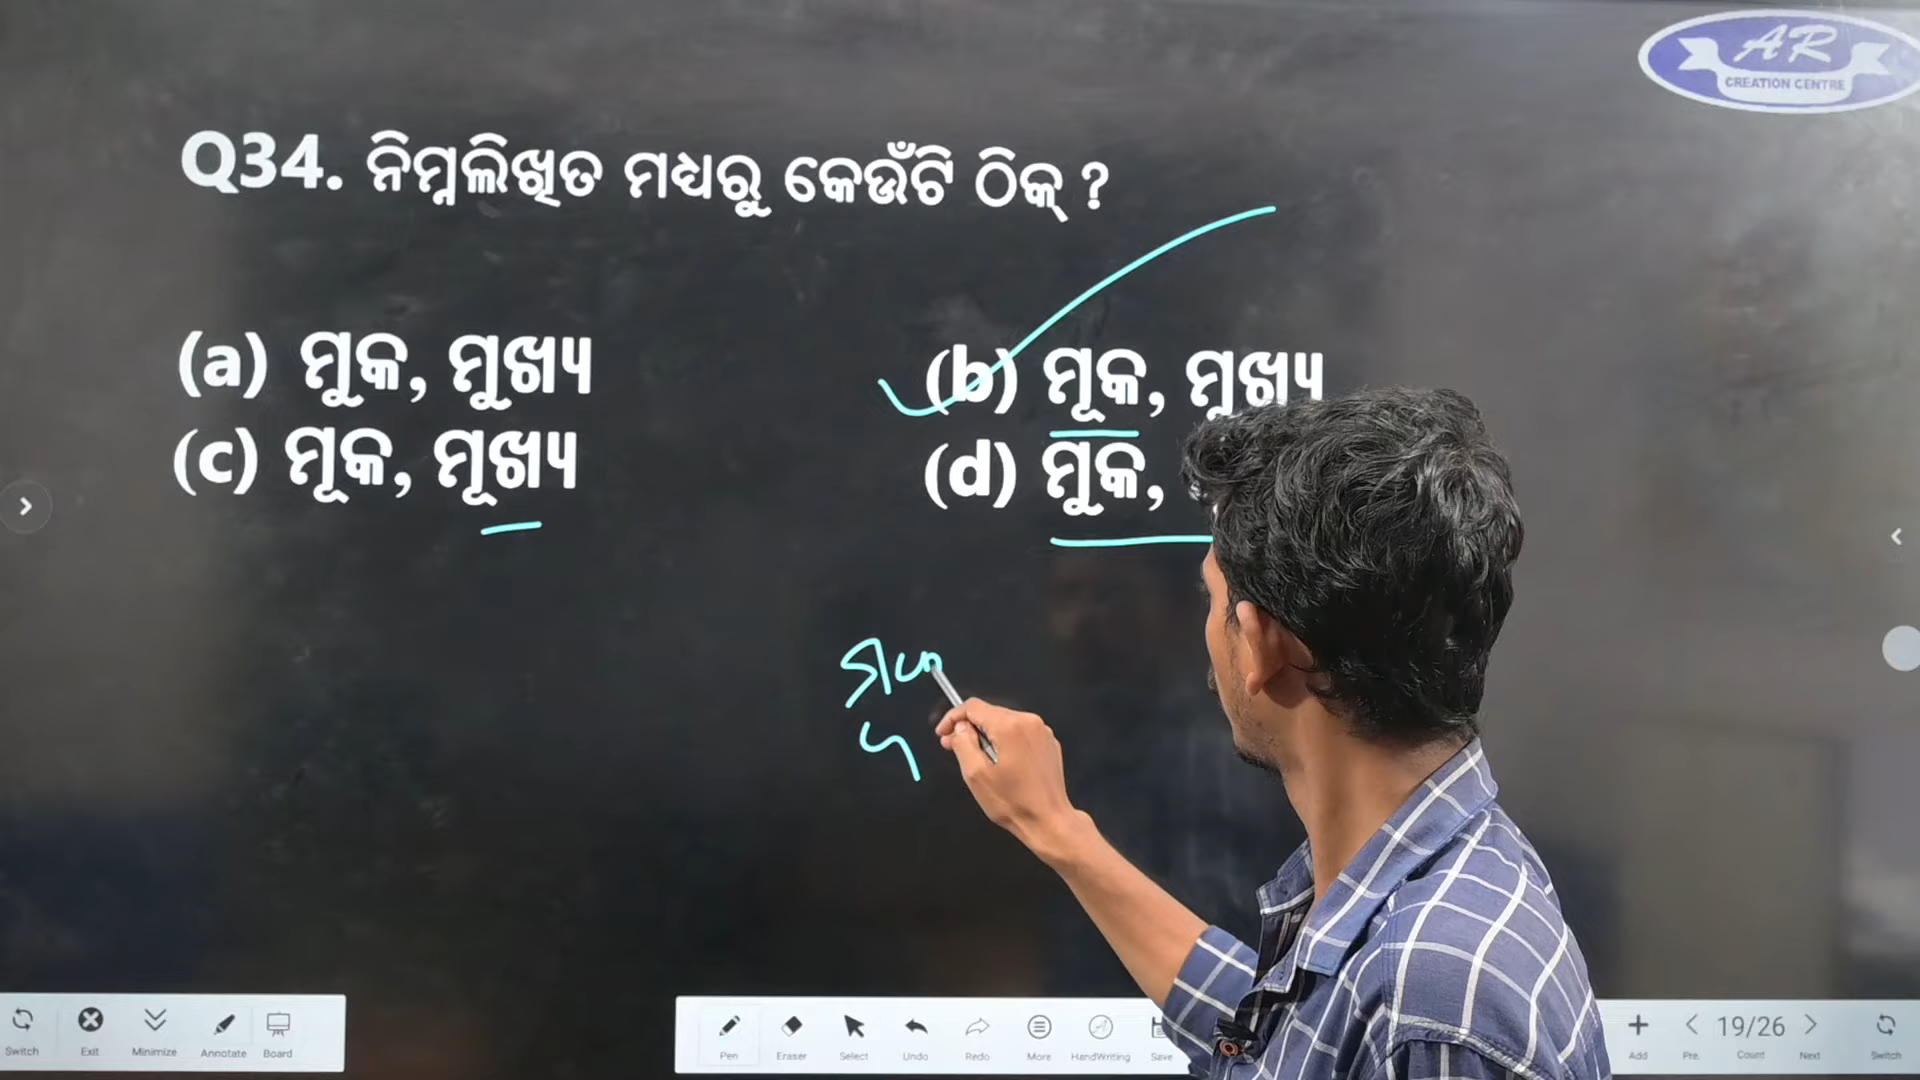 AR
CREATION CENTRE
Q34. ନିମ୍ନଲିଖିତ ମଧ୍ୟରୁ କେଉଁଟି ଠିକ୍ ?
(a) ମୁକ, ମୁଖ୍ୟ
(b) ମୂକ, ମୁଖ୍ୟ
(c) ମୂକ, ମୂଖ୍ୟ
(d) ମୁକ,
Switch Exit Minimize Annotate Board
Pen Eraser Select Undo Redo More HandWriting Save
Add Pre. 19/26 Count Next Switch